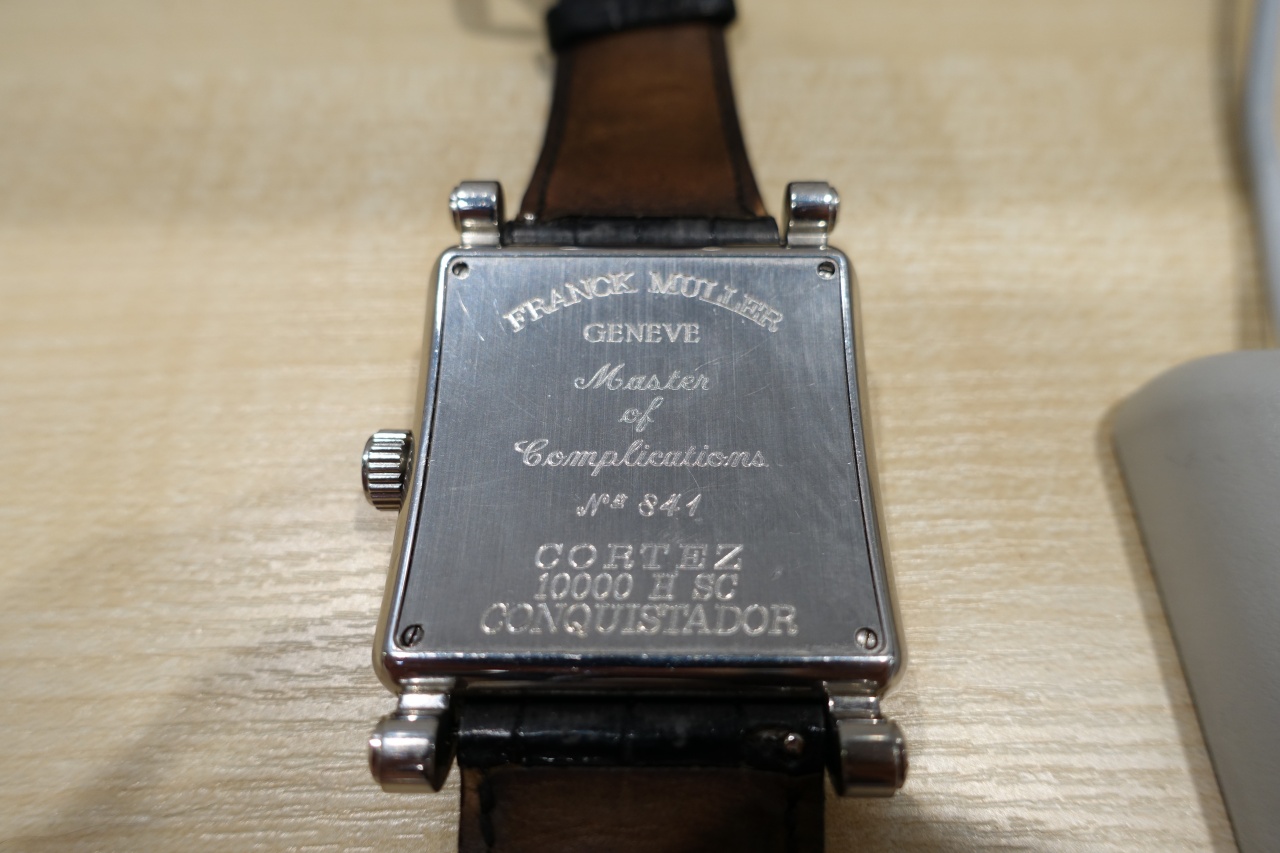 FRANCK MULLER
GENEVE
Master
of
Complications
Nº 841
CORTEZ
10000 H SC
CONQUISTADOR